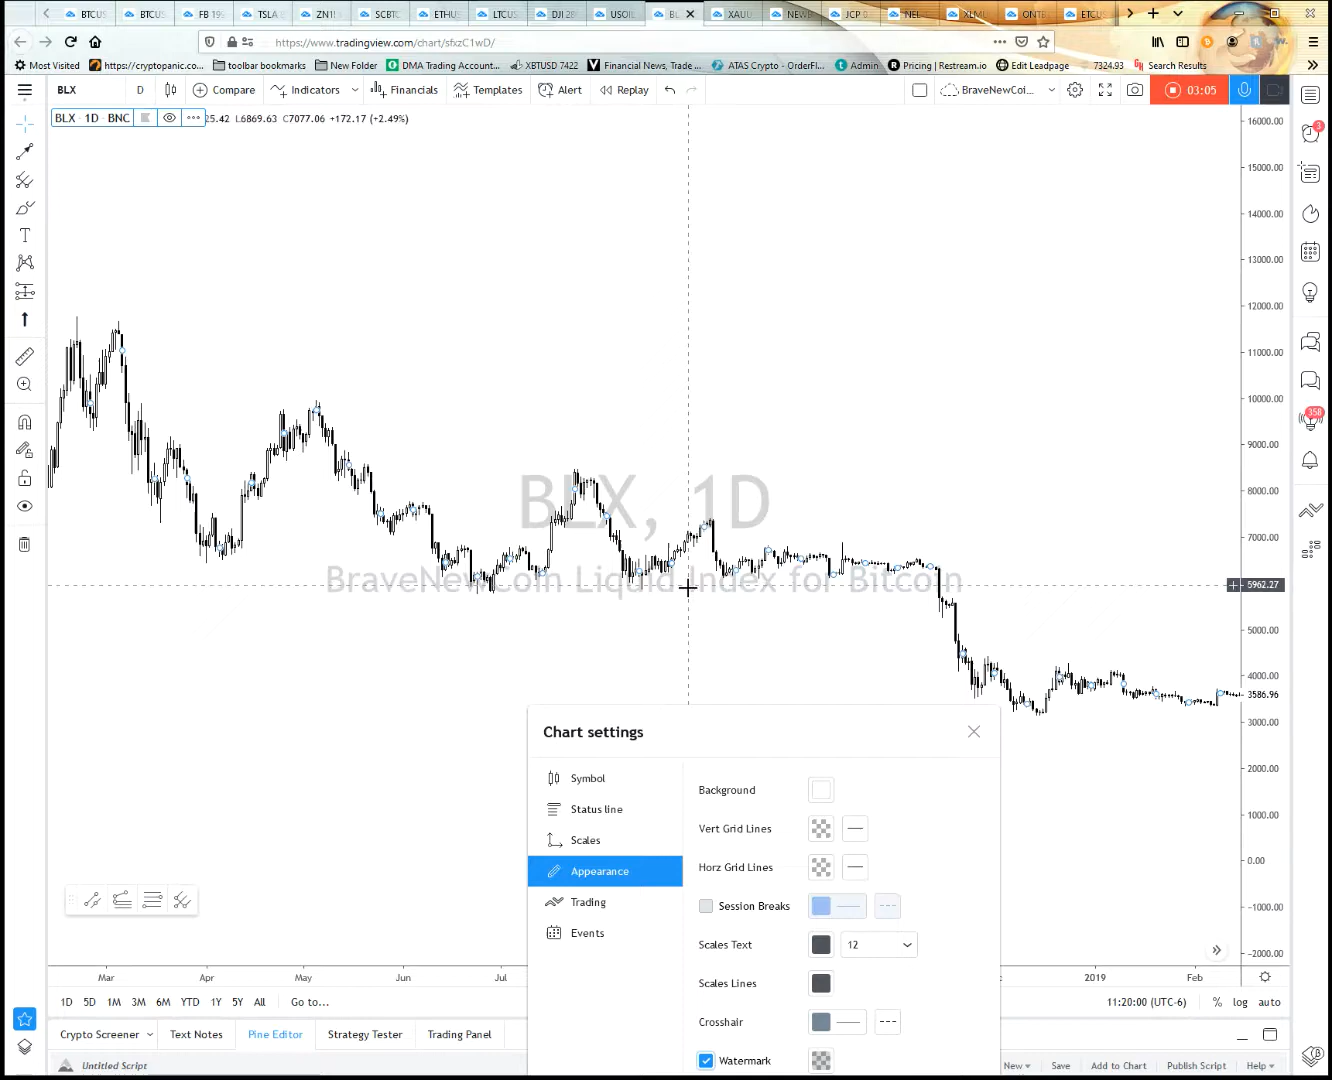 BTCUS BTCUS FB 19 TSLA ZN1! SCBTC ETHUS LTCUS DJI 28 USOIL BL XAU NEWB JCP 0. NEL XLM ONTE ETCUS
https://www.tradingview.com/chart/sfxzC1wD/
Most Visited https://cryptopanic.co... toolbar bookmarks New Folder DMA Trading Account... XBTUSD 7422 Financial News, Trade ... ATAS Crypto - OrderFl... Admin Pricing | Restream.io Edit Leadpage 7324.93 Search Results
BLX D Compare Indicators Financials Templates Alert Replay BraveNewCoi... 03:05
BLX 1D BNC 25.42 L6869.63 C7077.06 +172.17 (+2.49%)
16000.00
3
15000.00
14000.00
13000.00
12000.00
11000.00
10000.00
358
9000.00
8000.00
BLX, 1D
7000.00
BraveNewCoin Liquid Index for Bitcoin
5962.27
5000.00
4000.00
3586.96
3000.00
2000.00
1000.00
0.00
-1000.00
-2000.00
Chart settings
Symbol
Status line
Scales
Appearance
Trading
Events
Background
Vert Grid Lines
Horz Grid Lines
Session Breaks
Scales Text 12
Scales Lines
Crosshair
Watermark
Mar Apr May Jun Jul 2019 Feb
1D 5D 1M 3M 6M YTD 1Y 5Y All Go to... 11:20:00 (UTC-6) % log auto
Crypto Screener Text Notes Pine Editor Strategy Tester Trading Panel
Untitled Script New Save Add to Chart Publish Script Help